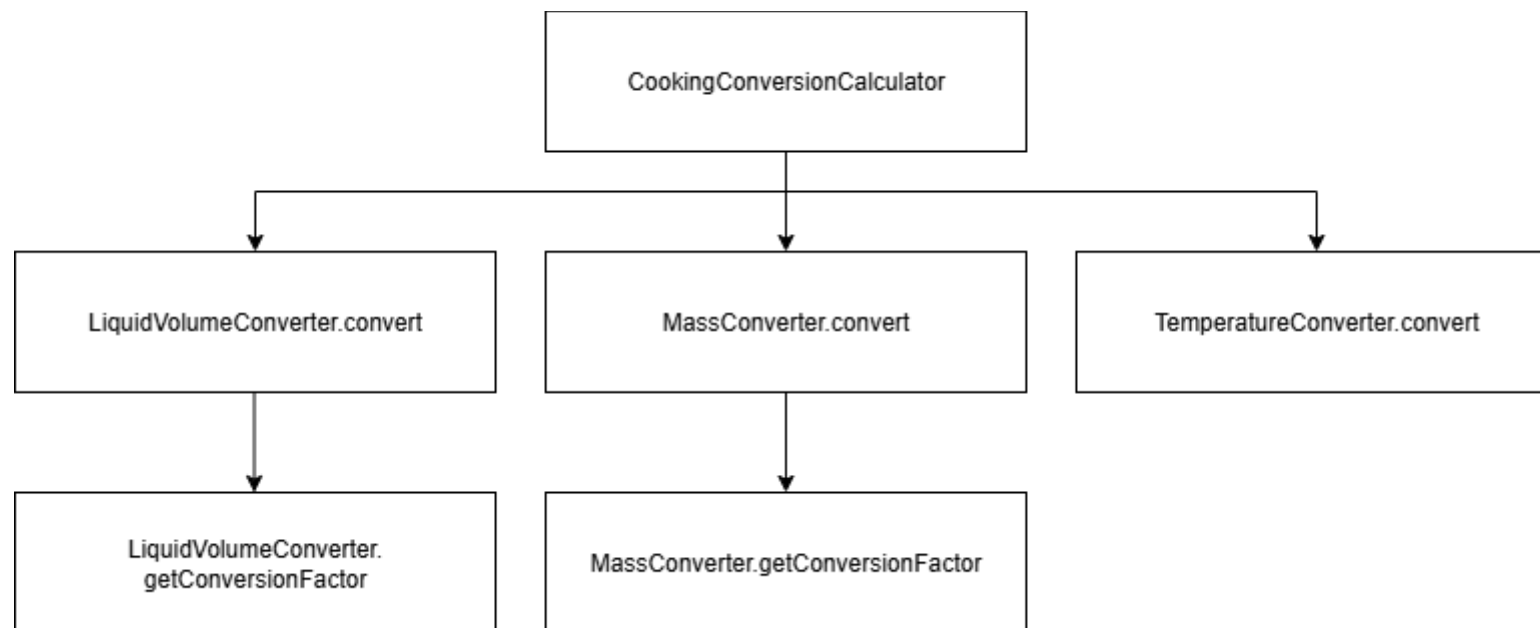 CookingConversionCalculator
LiquidVolumeConverter.convert
MassConverter.convert
TemperatureConverter.convert
LiquidVolumeConverter.
getConversionFactor
MassConverter.getConversionFactor